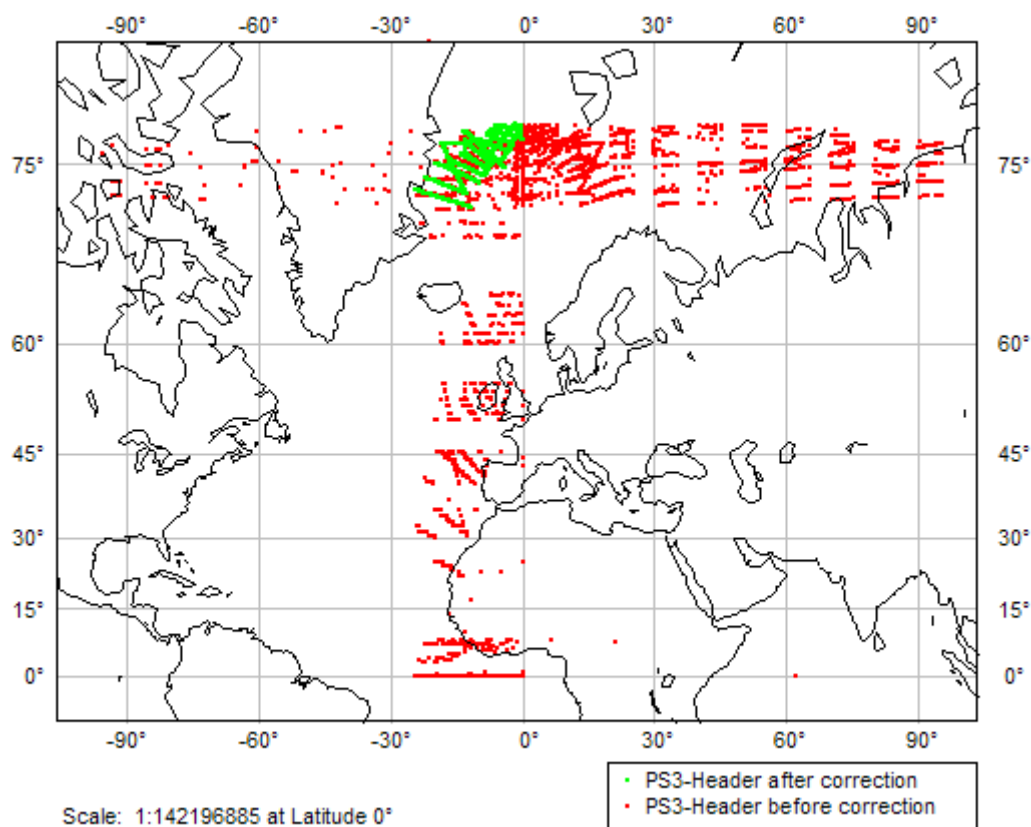 -90° -60° -30° 0° 30° 60° 90°
75° 75°
60° 60°
45° 45°
30° 30°
15° 15°
0° 0°
-90° -60° -30° 0° 30° 60° 90°
PS3-Header after correction
PS3-Header before correction
Scale: 1:142196885 at Latitude 0°